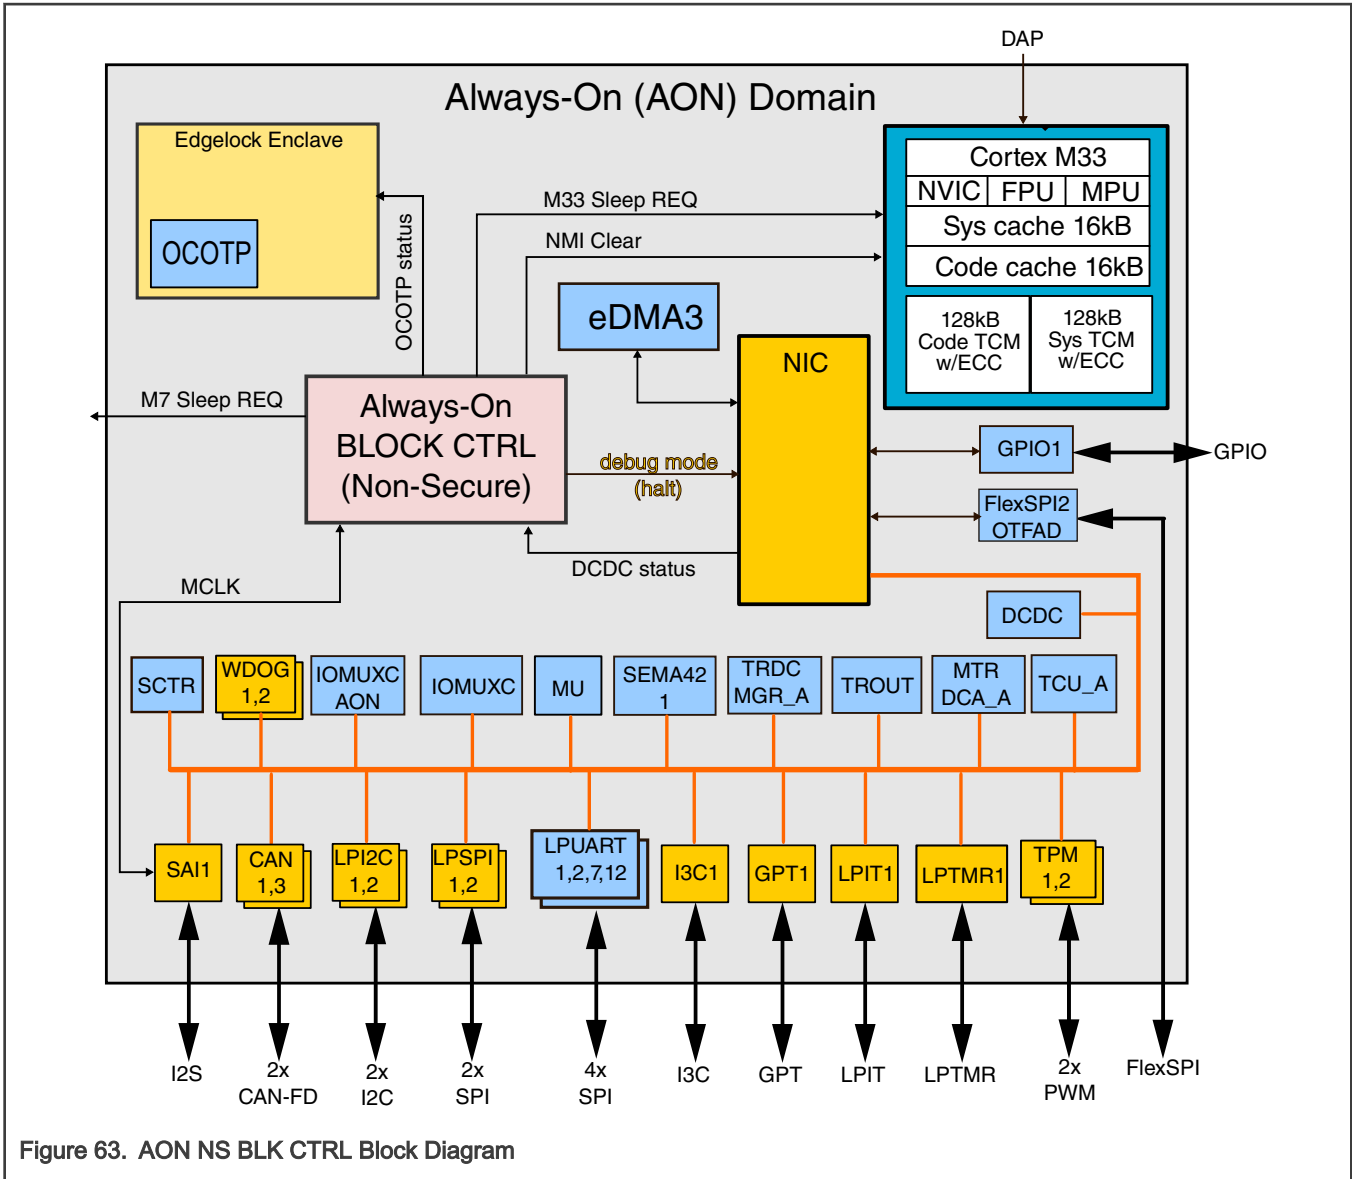 DAP
Always-On (AON) Domain
Edgelock Enclave
OCOTP
OCOTP status
M33 Sleep REQ
NMI Clear
Cortex M33
NVIC
FPU
MPU
Sys cache 16kB
Code cache 16kB
128kB
Code TCM
w/ECC
128kB
Sys TCM
w/ECC
eDMA3
NIC
M7 Sleep REQ
Always-On
BLOCK CTRL
(Non-Secure)
debug mode
(halt)
GPIO1
GPIO
FlexSPI2
OTFAD
DCDC status
MCLK
DCDC
SCTR
WDOG
1,2
IOMUXC
AON
IOMUXC
MU
SEMA42
1
TRDC
MGR_A
TROUT
MTR
DCA_A
TCU_A
SAI1
CAN
1,3
LPI2C
1,2
LPSPI
1,2
LPUART
1,2,7,12
I3C1
GPT1
LPIT1
LPTMR1
TPM
1,2
I2S
2x
CAN-FD
2x
I2C
2x
SPI
4x
SPI
I3C
GPT
LPIT
LPTMR
2x
PWM
FlexSPI
Figure 63. AON NS BLK CTRL Block Diagram